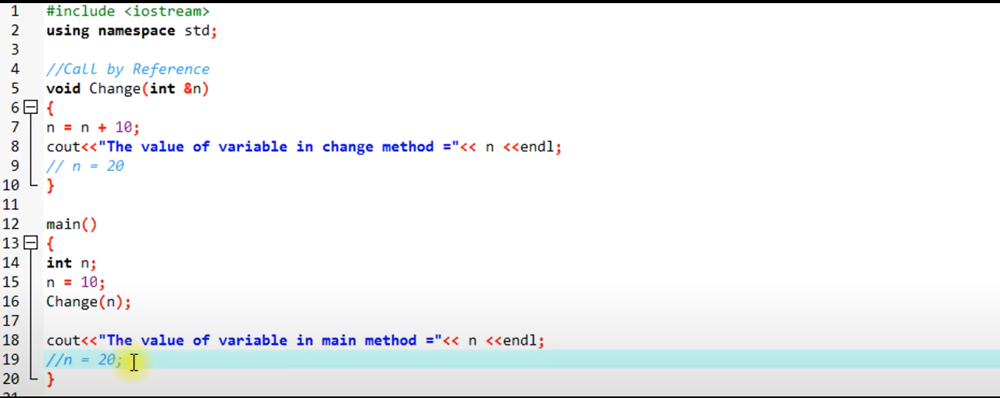 1 #include <iostream>
2 using namespace std;
3
4 //Call by Reference
5 void Change(int &n)
6 {
7 n = n + 10;
8 cout<<"The value of variable in change method ="<< n <<endl;
9 // n = 20
10 }
11
12 main()
13 {
14 int n;
15 n = 10;
16 Change(n);
17
18 cout<<"The value of variable in main method ="<< n <<endl;
19 //n = 20;
20 }
21